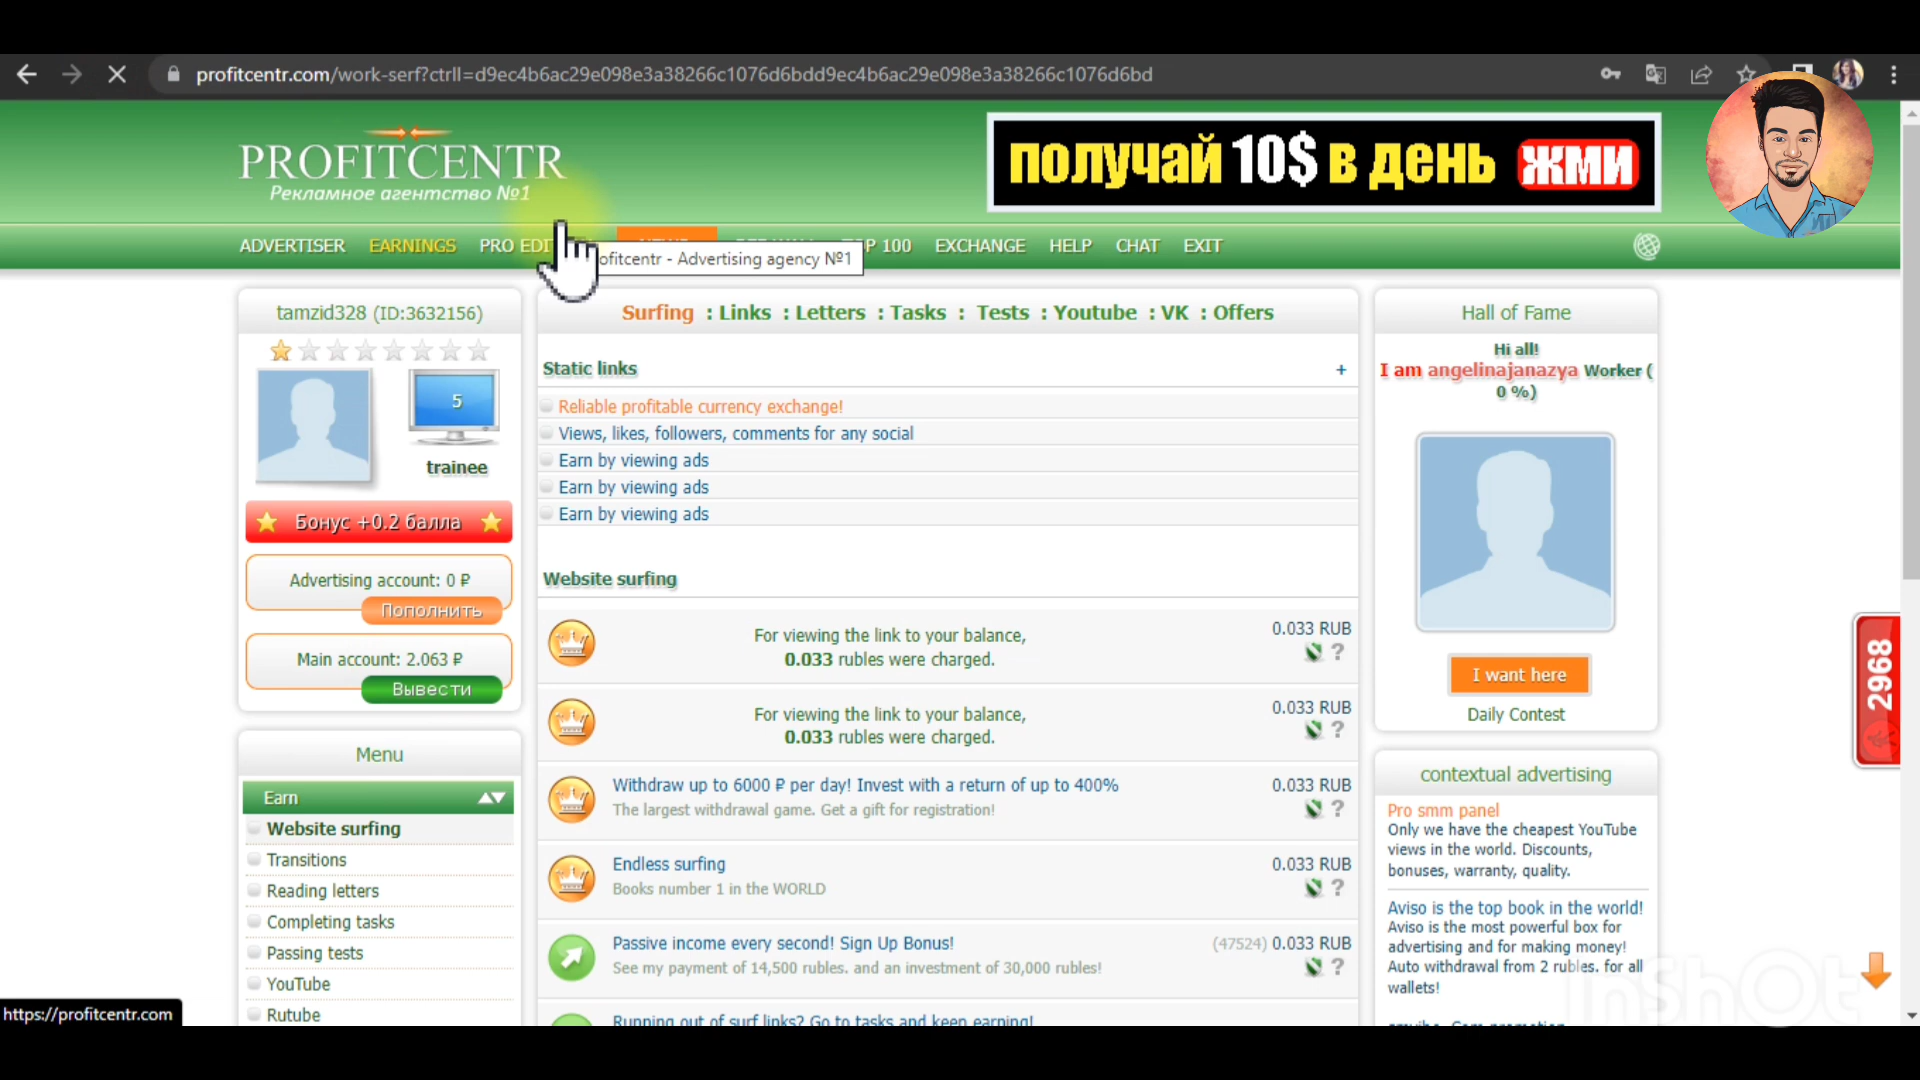 profitcentr.com/work-serf?ctrll=d9ec4b6ac29e098e3a38266c1076d6bdd9ec4b6ac29e098e3a38266c1076d6bd
PROFITCENTR
Рекламное агентство №1
получай 10$ в день ЖМИ
ADVERTISER EARNINGS PRO TOP 100 EXCHANGE HELP CHAT EXIT
Advertising agency №1
tamzid328 (ID:3632156)
5
trainee
Бонус +0.2 балла
Advertising account: 0 ₽
Пополнить
Main account: 2.063 ₽
Вывести
Menu
Earn
Website surfing
Transitions
Reading letters
Completing tasks
Passing tests
YouTube
Rutube
Surfing : Links : Letters : Tasks : Tests : Youtube : VK : Offers
Static links +
Reliable profitable currency exchange!
Views, likes, followers, comments for any social
Earn by viewing ads
Earn by viewing ads
Earn by viewing ads
Website surfing
For viewing the link to your balance,
0.033 rubles were charged.
0.033 RUB
?
For viewing the link to your balance,
0.033 rubles were charged.
0.033 RUB
?
Withdraw up to 6000 ₽ per day! Invest with a return of up to 400%
The largest withdrawal game. Get a gift for registration!
0.033 RUB
?
Endless surfing
Books number 1 in the WORLD
0.033 RUB
?
Passive income every second! Sign Up Bonus!
See my payment of 14,500 rubles. and an investment of 30,000 rubles!
(47524) 0.033 RUB
?
Running out of surf links? Go to tasks and keep earning!
Hall of Fame
Hi all!
I am angelinajanazya Worker (
0 %)
I want here
Daily Contest
contextual advertising
Pro smm panel
Only we have the cheapest YouTube
views in the world. Discounts,
bonuses, warranty, quality.
Aviso is the top book in the world!
Aviso is the most powerful box for
advertising and for making money!
Auto withdrawal from 2 rubles. for all
wallets!
2968
InShOt
https://profitcentr.com